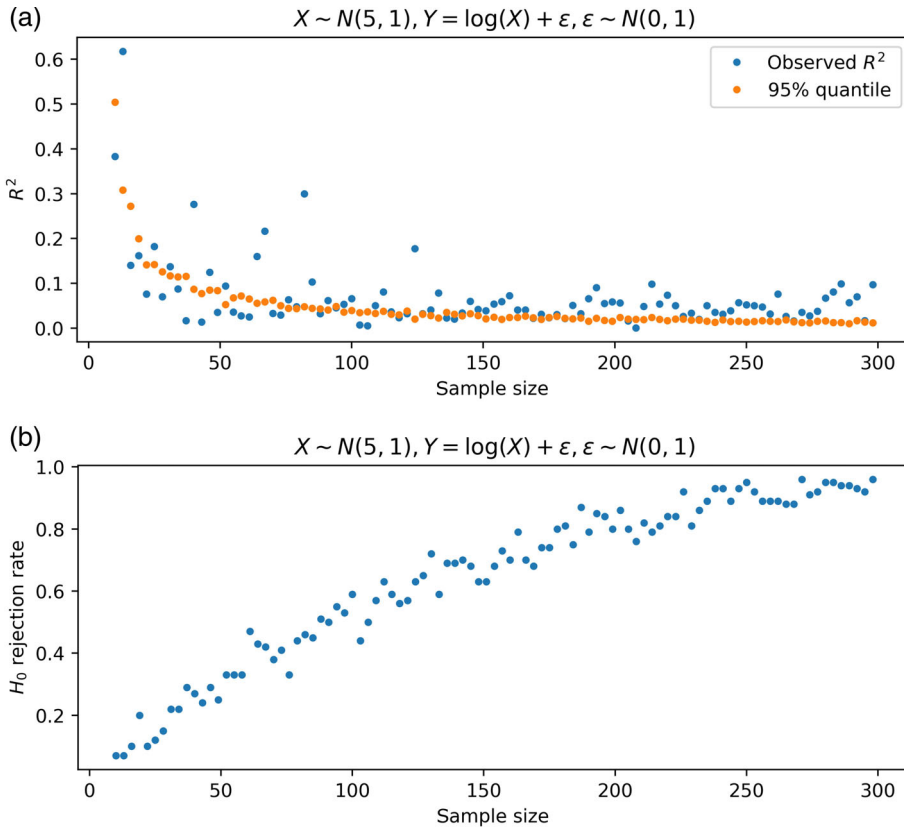 (a)
X ∼ N(5, 1), Y = log(X) + ε, ε ∼ N(0, 1)
Observed R²
95% quantile
R²
0.6
0.5
0.4
0.3
0.2
0.1
0.0
0 50 100 150 200 250 300
Sample size
(b)
X ∼ N(5, 1), Y = log(X) + ε, ε ∼ N(0, 1)
H₀ rejection rate
1.0
0.8
0.6
0.4
0.2
0 50 100 150 200 250 300
Sample size